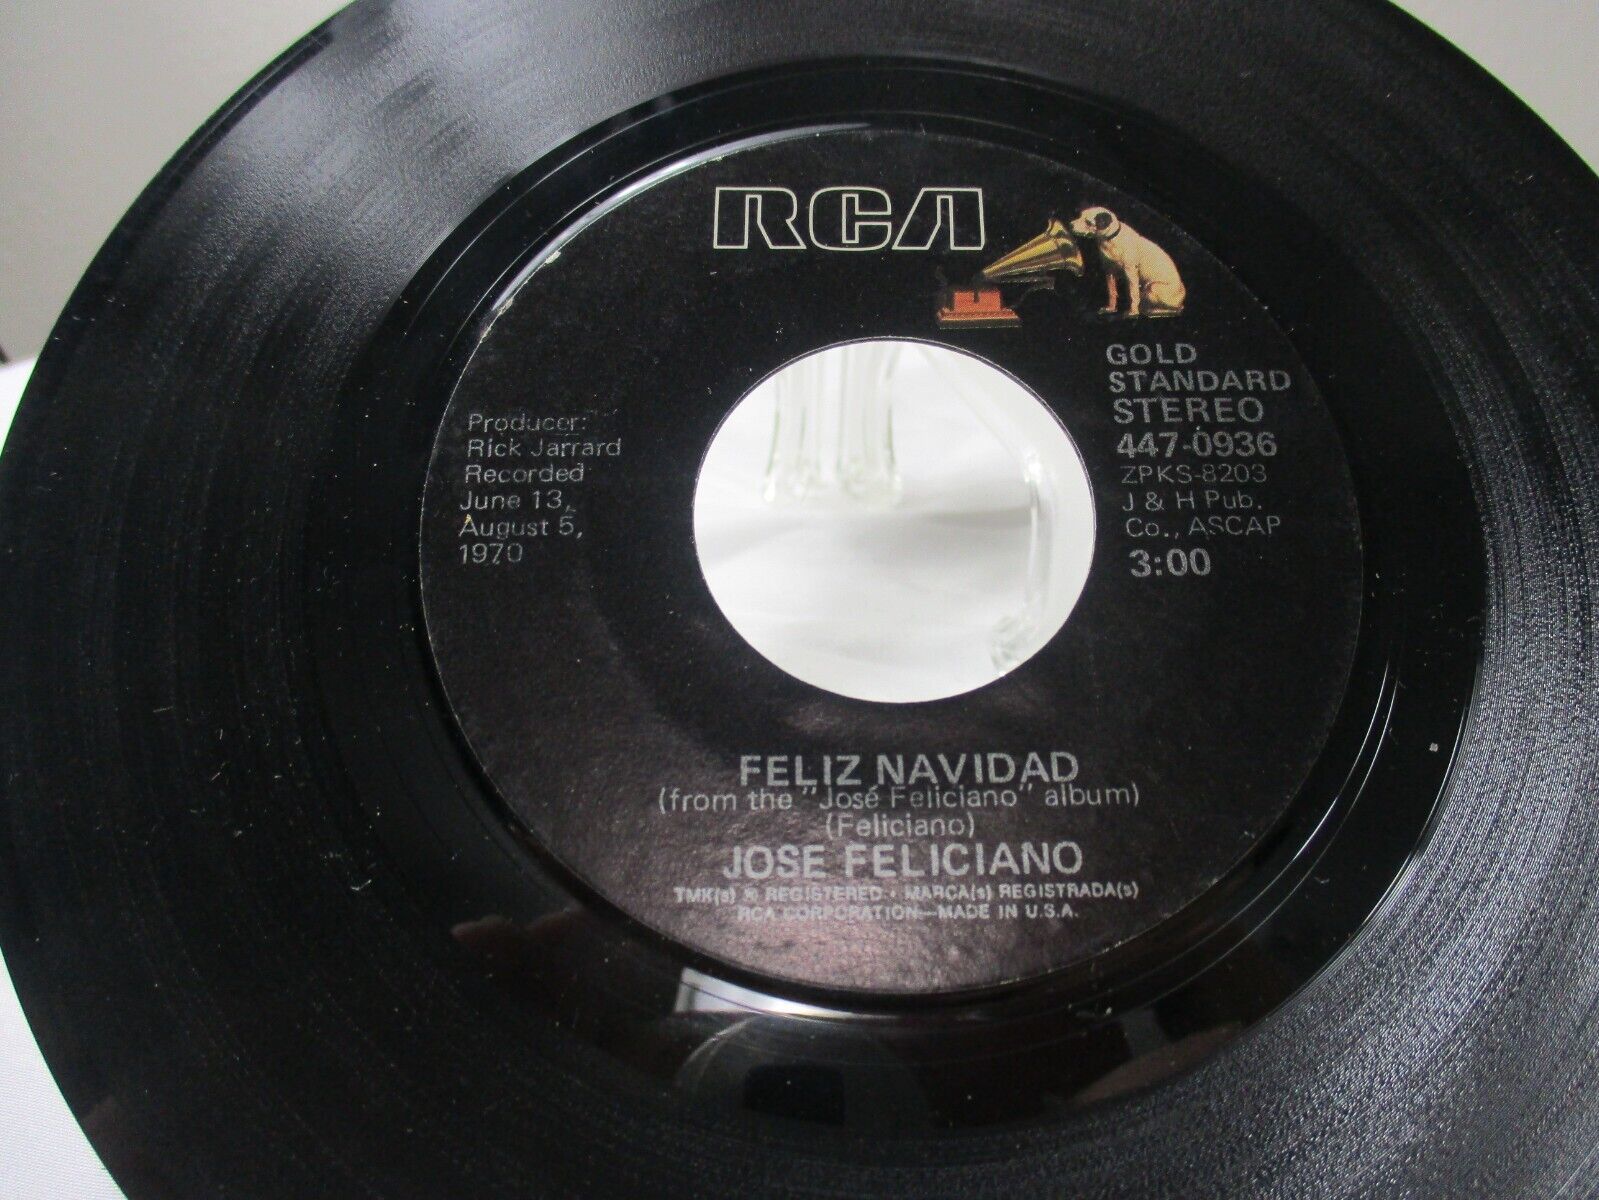 RCA
GOLD
STANDARD
STEREO
447-0936
ZPKS-8203
J & H Pub.
Co., ASCAP
3:00
Producer:
Rick Jarrard
Recorded
June 13,
August 5,
1970
FELIZ NAVIDAD
(from the "José Feliciano" album)
(Feliciano)
JOSE FELICIANO
TMK(s) ® REGISTERED • MARCA(s) REGISTRADA(s)
RCA CORPORATION—MADE IN U.S.A.